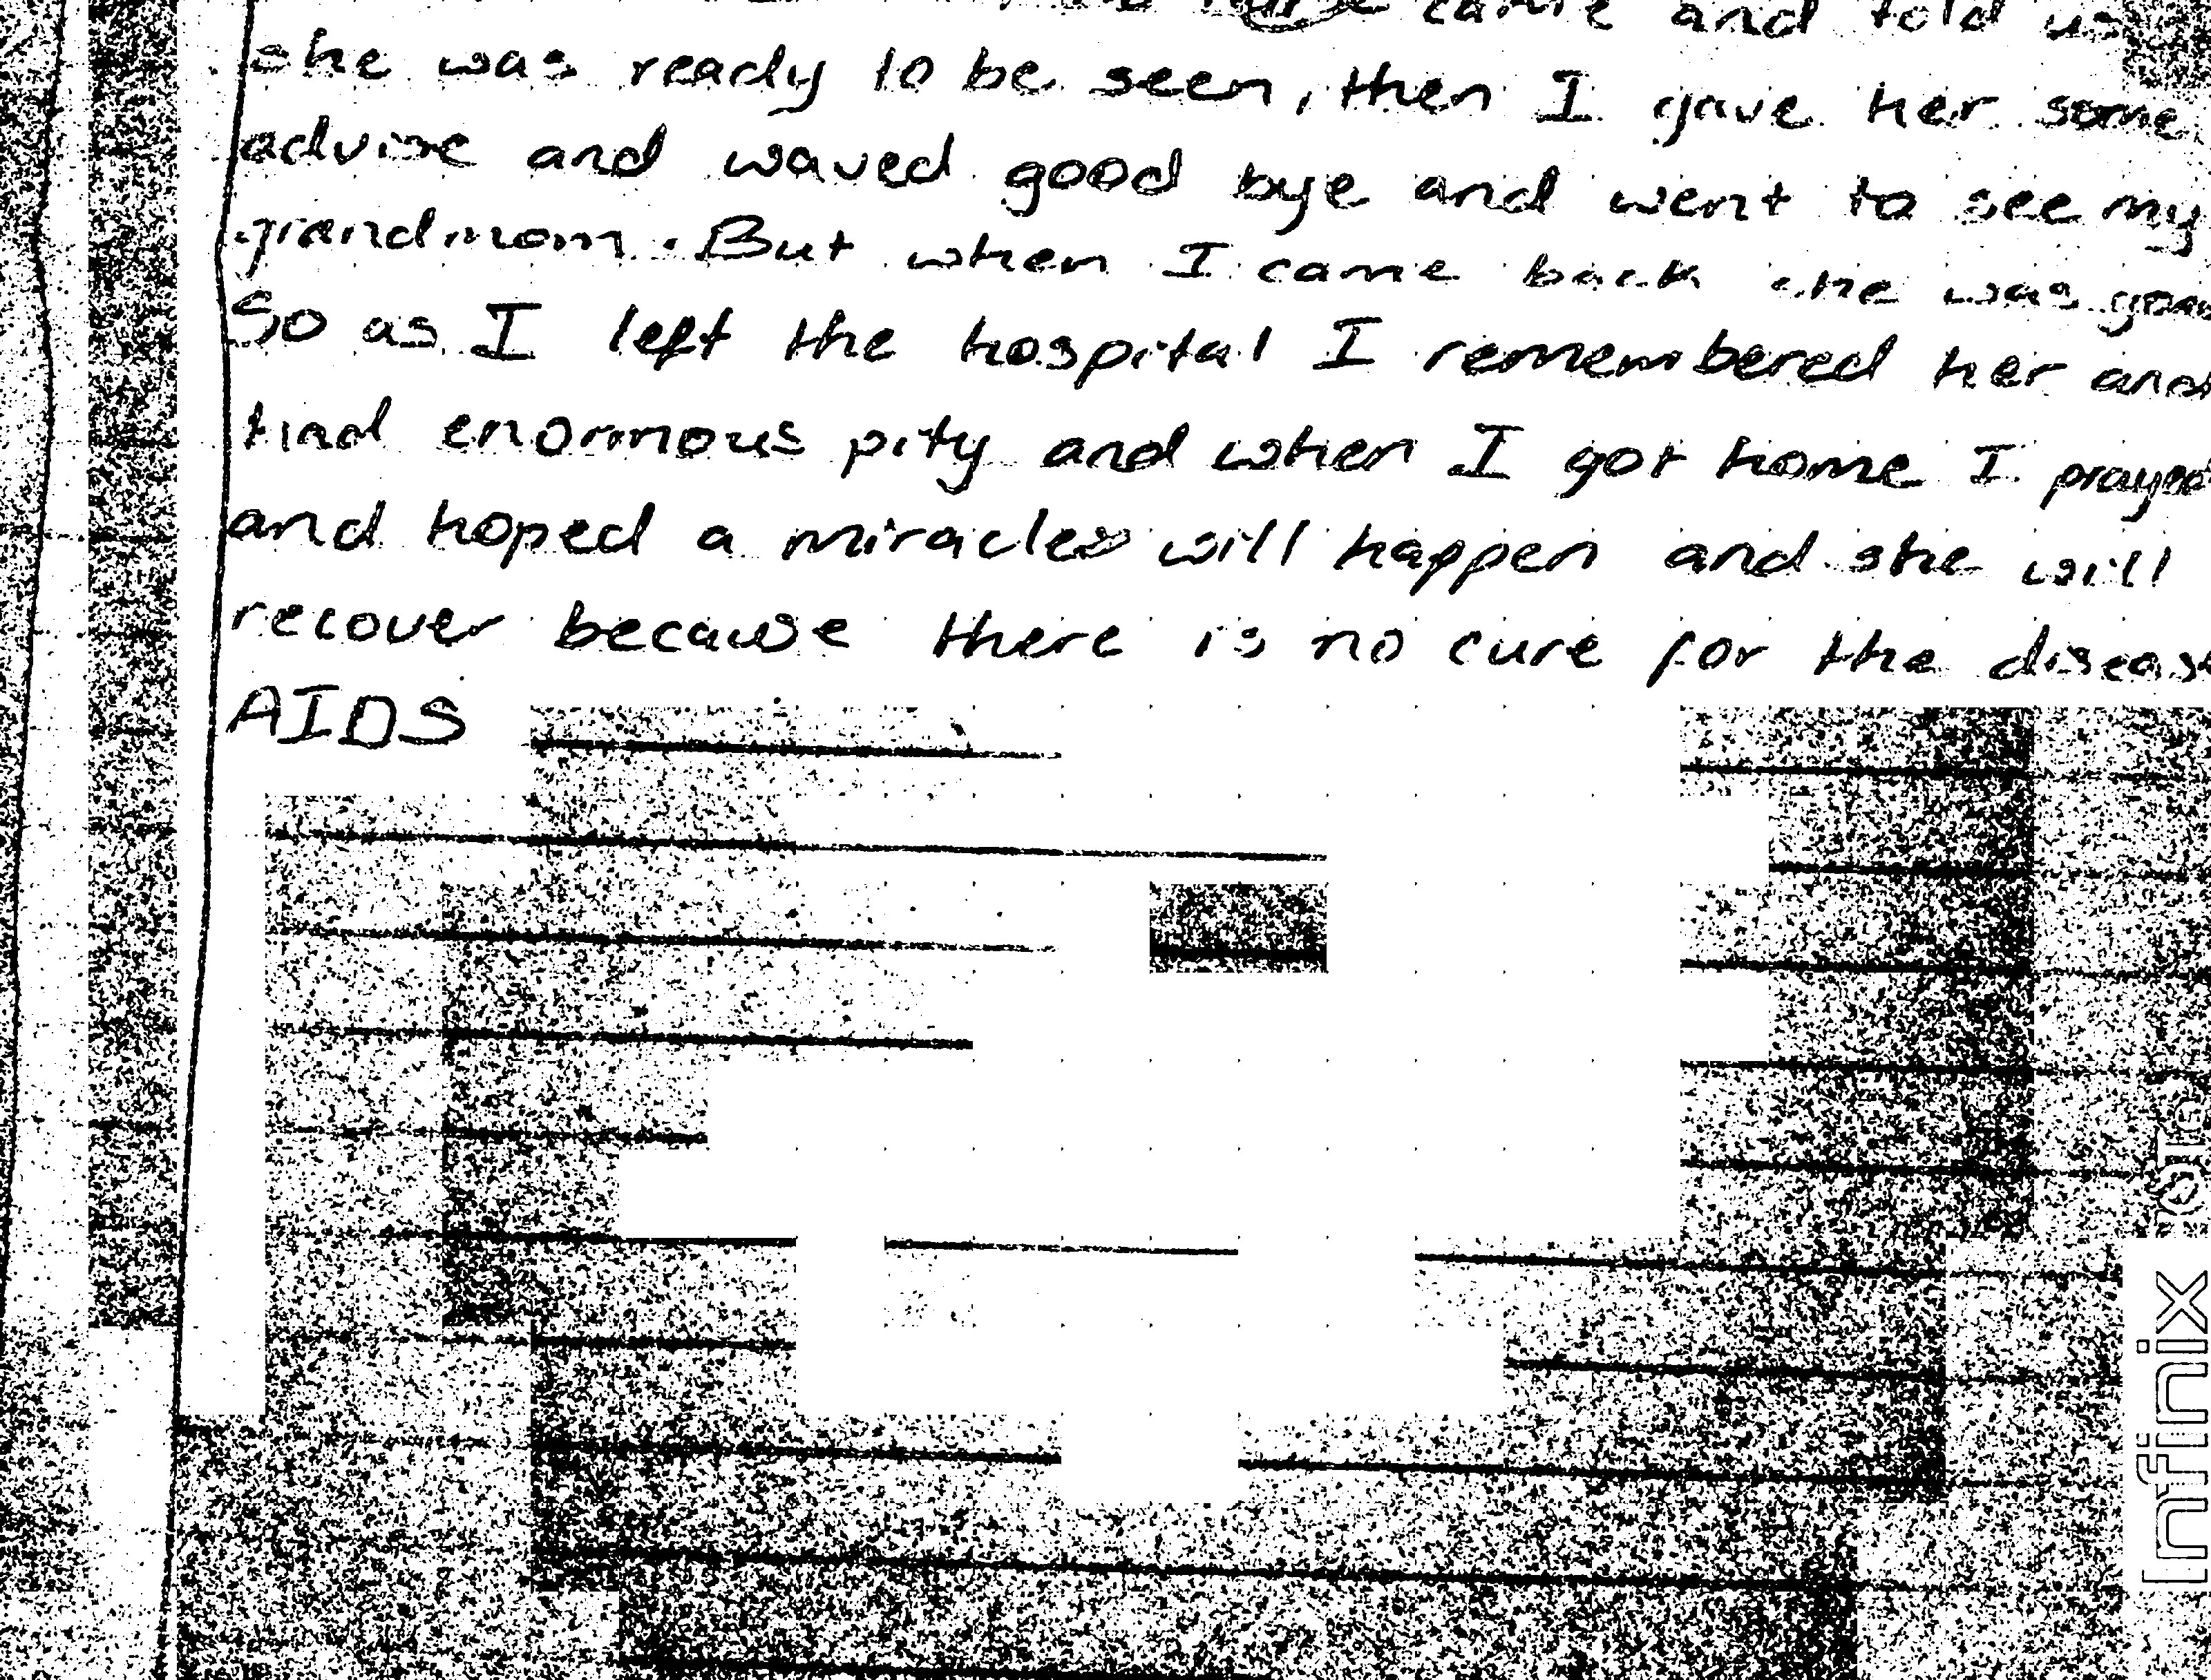 came and told us
she was ready to be seen, then I gave her some
advise and waved good bye and went to see my
grandmom. But when I came back she was
So as I left the hospital I remembered her and
had enormous pity and when I got home I prayed
and hoped a miracle will happen and she will
recover because there is no cure for the disease
AIDS
Infinix